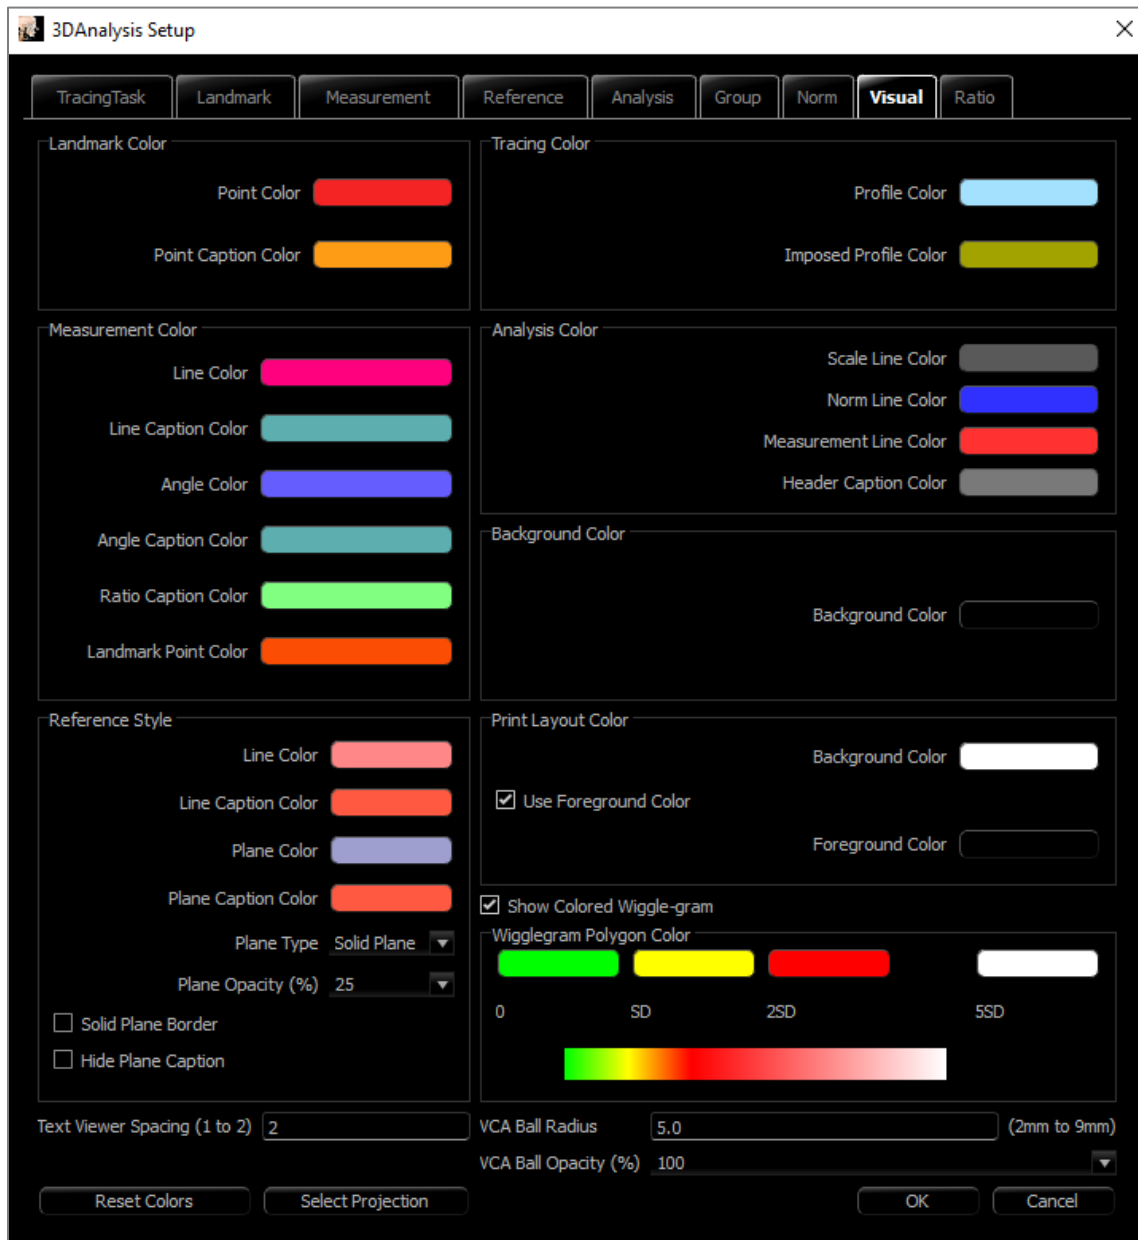 3DAnalysis Setup
TracingTask Landmark Measurement Reference Analysis Group Norm Visual Ratio
Landmark Color
Point Color
Point Caption Color
Tracing Color
Profile Color
Imposed Profile Color
Measurement Color
Line Color
Line Caption Color
Angle Color
Angle Caption Color
Ratio Caption Color
Landmark Point Color
Analysis Color
Scale Line Color
Norm Line Color
Measurement Line Color
Header Caption Color
Background Color
Background Color
Reference Style
Line Color
Line Caption Color
Plane Color
Plane Caption Color
Plane Type Solid Plane
Plane Opacity (%) 25
Solid Plane Border
Hide Plane Caption
Print Layout Color
Background Color
Use Foreground Color
Foreground Color
Show Colored Wiggle-gram
Wigglegram Polygon Color
0 SD 2SD 5SD
Text Viewer Spacing (1 to 2) 2
VCA Ball Radius 5.0 (2mm to 9mm)
VCA Ball Opacity (%) 100
Reset Colors Select Projection OK Cancel